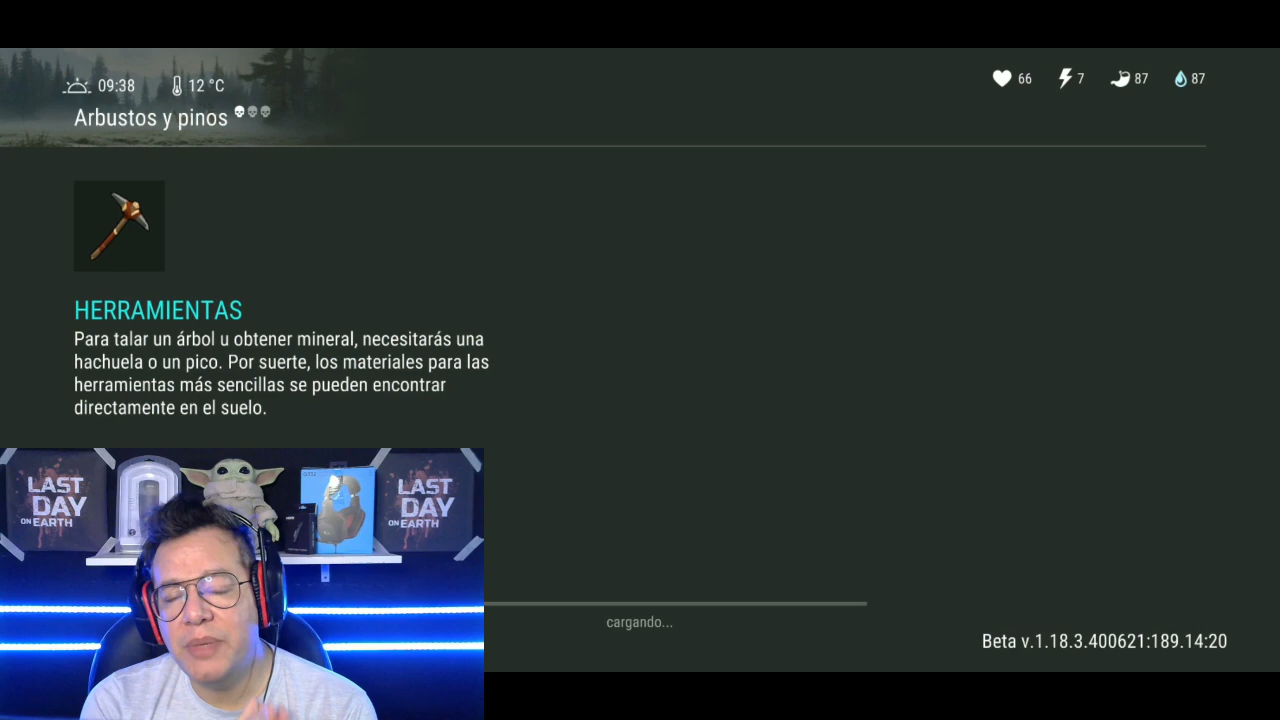 09:38
12 °C
66
7
87
87
Arbustos y pinos
HERRAMIENTAS
Para talar un árbol u obtener mineral, necesitarás una
hachuela o un pico. Por suerte, los materiales para las
herramientas más sencillas se pueden encontrar
directamente en el suelo.
LAST
DAY
ON EARTH
LAST
DAY
ON EARTH
cargando...
Beta v.1.18.3.400621:189.14:20